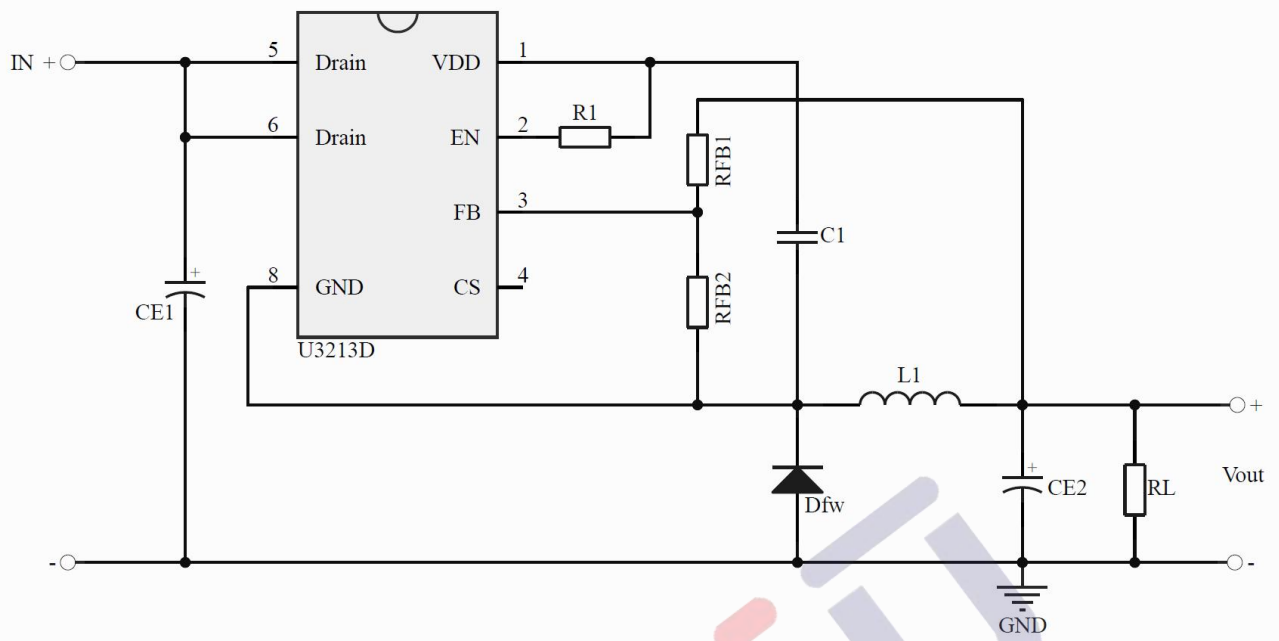 IN +
5 Drain VDD 1
R1
6 Drain EN 2
RFB1
FB 3
C1
8 GND CS 4
+
CE1
RFB2
U3213D
L1
+
Vout
+
CE2
RL
Dfw
-
-
GND